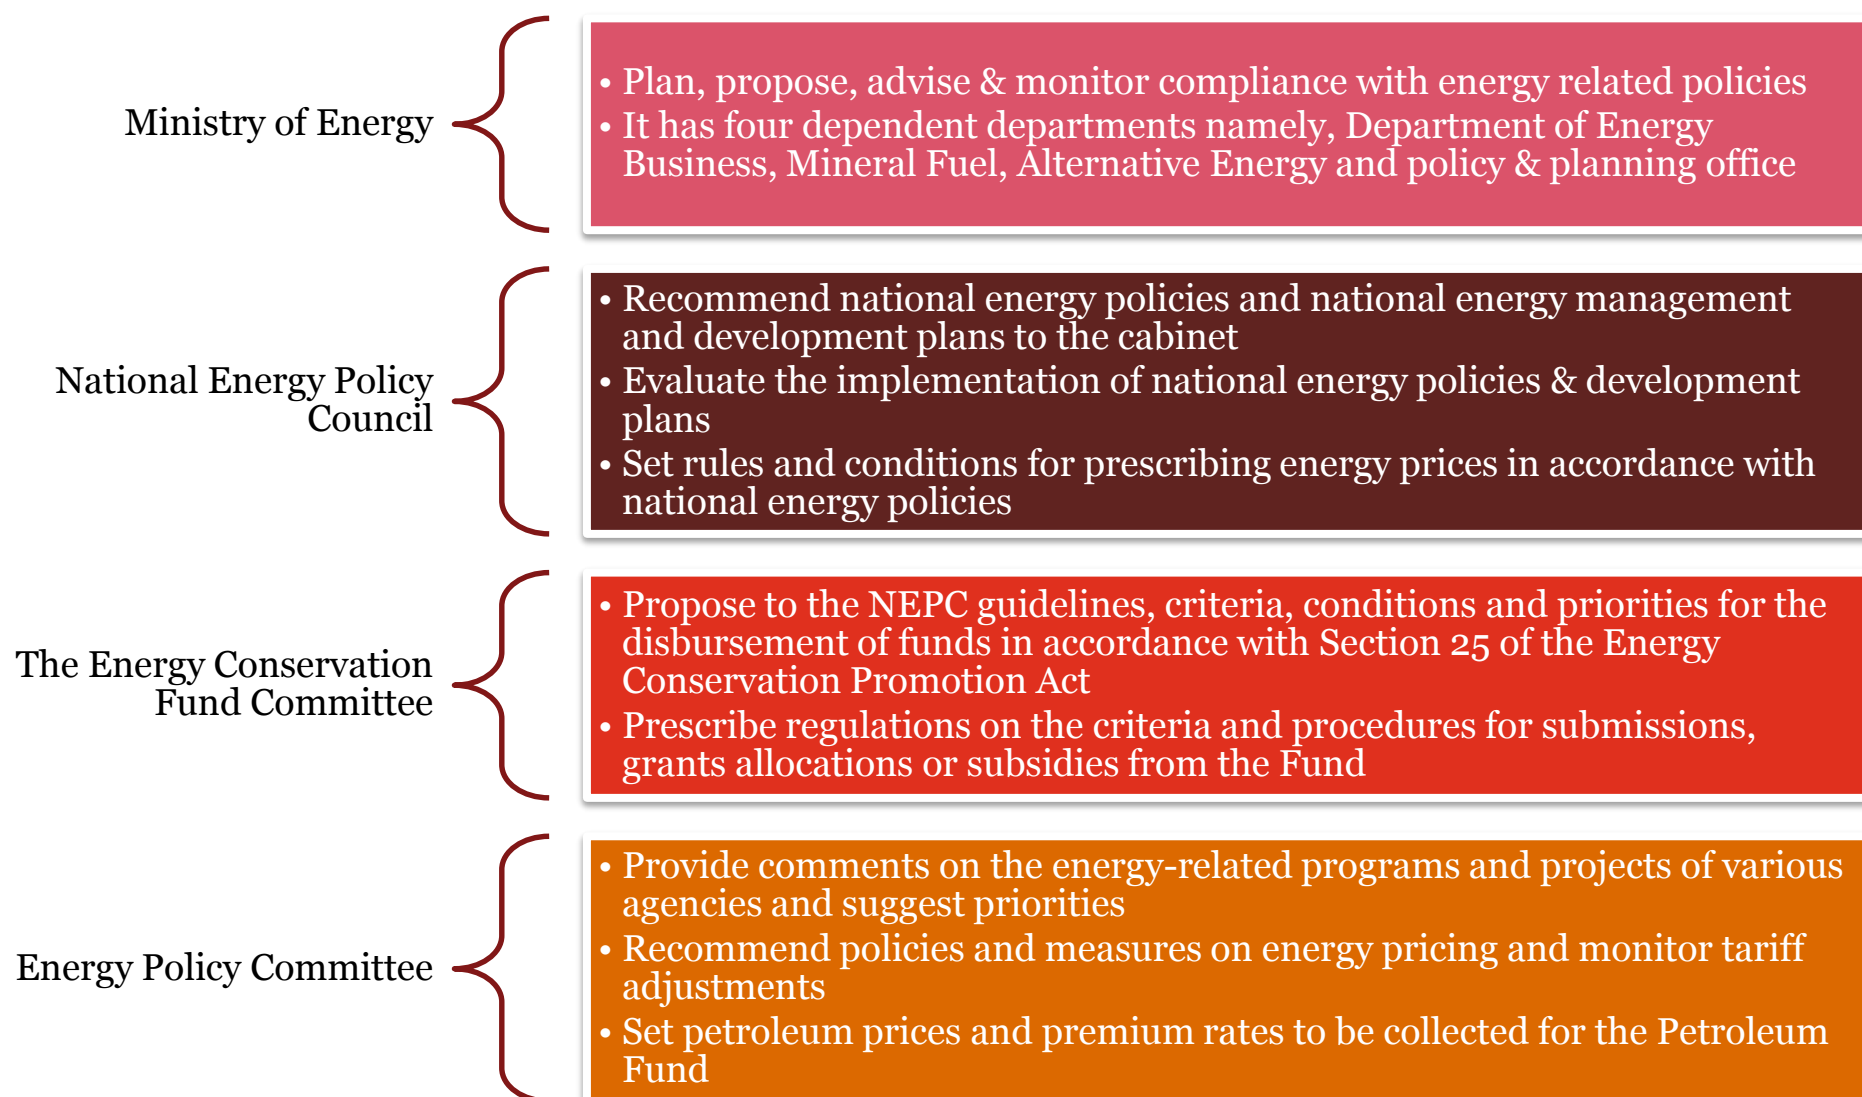 Ministry of Energy
• Plan, propose, advise & monitor compliance with energy related policies
• It has four dependent departments namely, Department of Energy
Business, Mineral Fuel, Alternative Energy and policy & planning office
National Energy Policy
Council
• Recommend national energy policies and national energy management
and development plans to the cabinet
• Evaluate the implementation of national energy policies & development
plans
• Set rules and conditions for prescribing energy prices in accordance with
national energy policies
The Energy Conservation
Fund Committee
• Propose to the NEPC guidelines, criteria, conditions and priorities for the
disbursement of funds in accordance with Section 25 of the Energy
Conservation Promotion Act
• Prescribe regulations on the criteria and procedures for submissions,
grants allocations or subsidies from the Fund
Energy Policy Committee
• Provide comments on the energy-related programs and projects of various
agencies and suggest priorities
• Recommend policies and measures on energy pricing and monitor tariff
adjustments
• Set petroleum prices and premium rates to be collected for the Petroleum
Fund